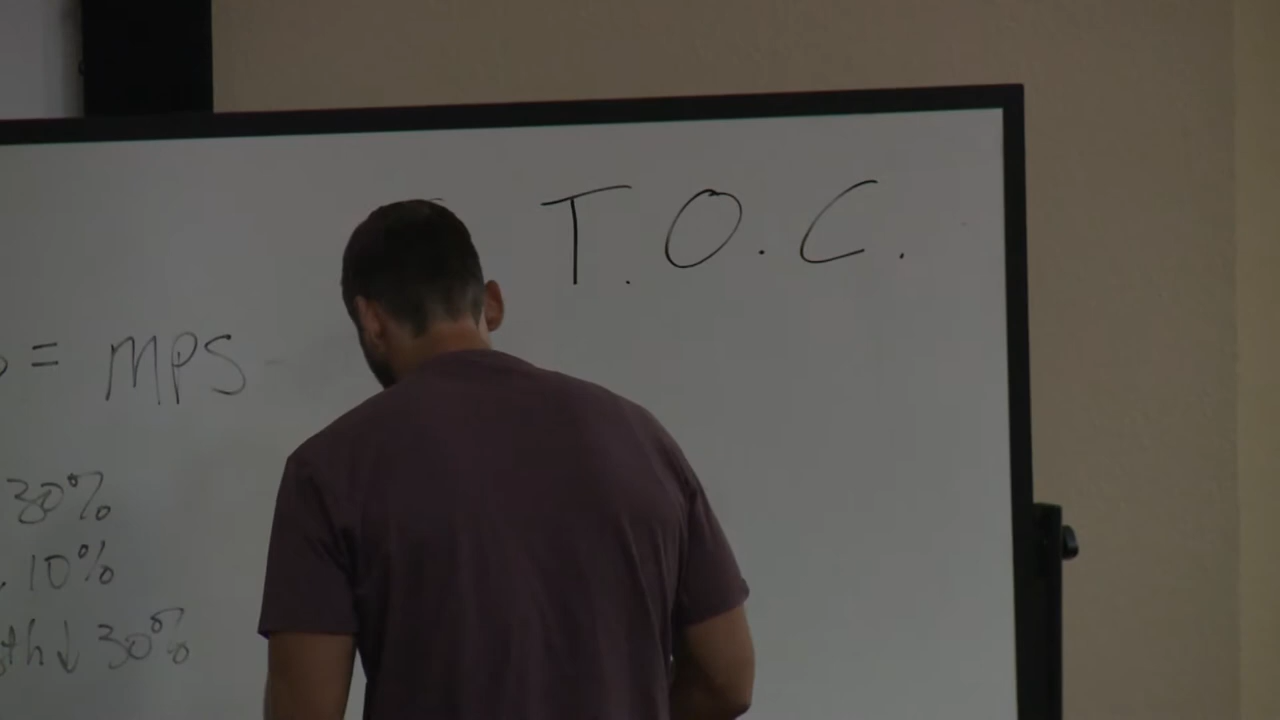 T.O.C.
= MPS
30%
10%
th↓ 30%